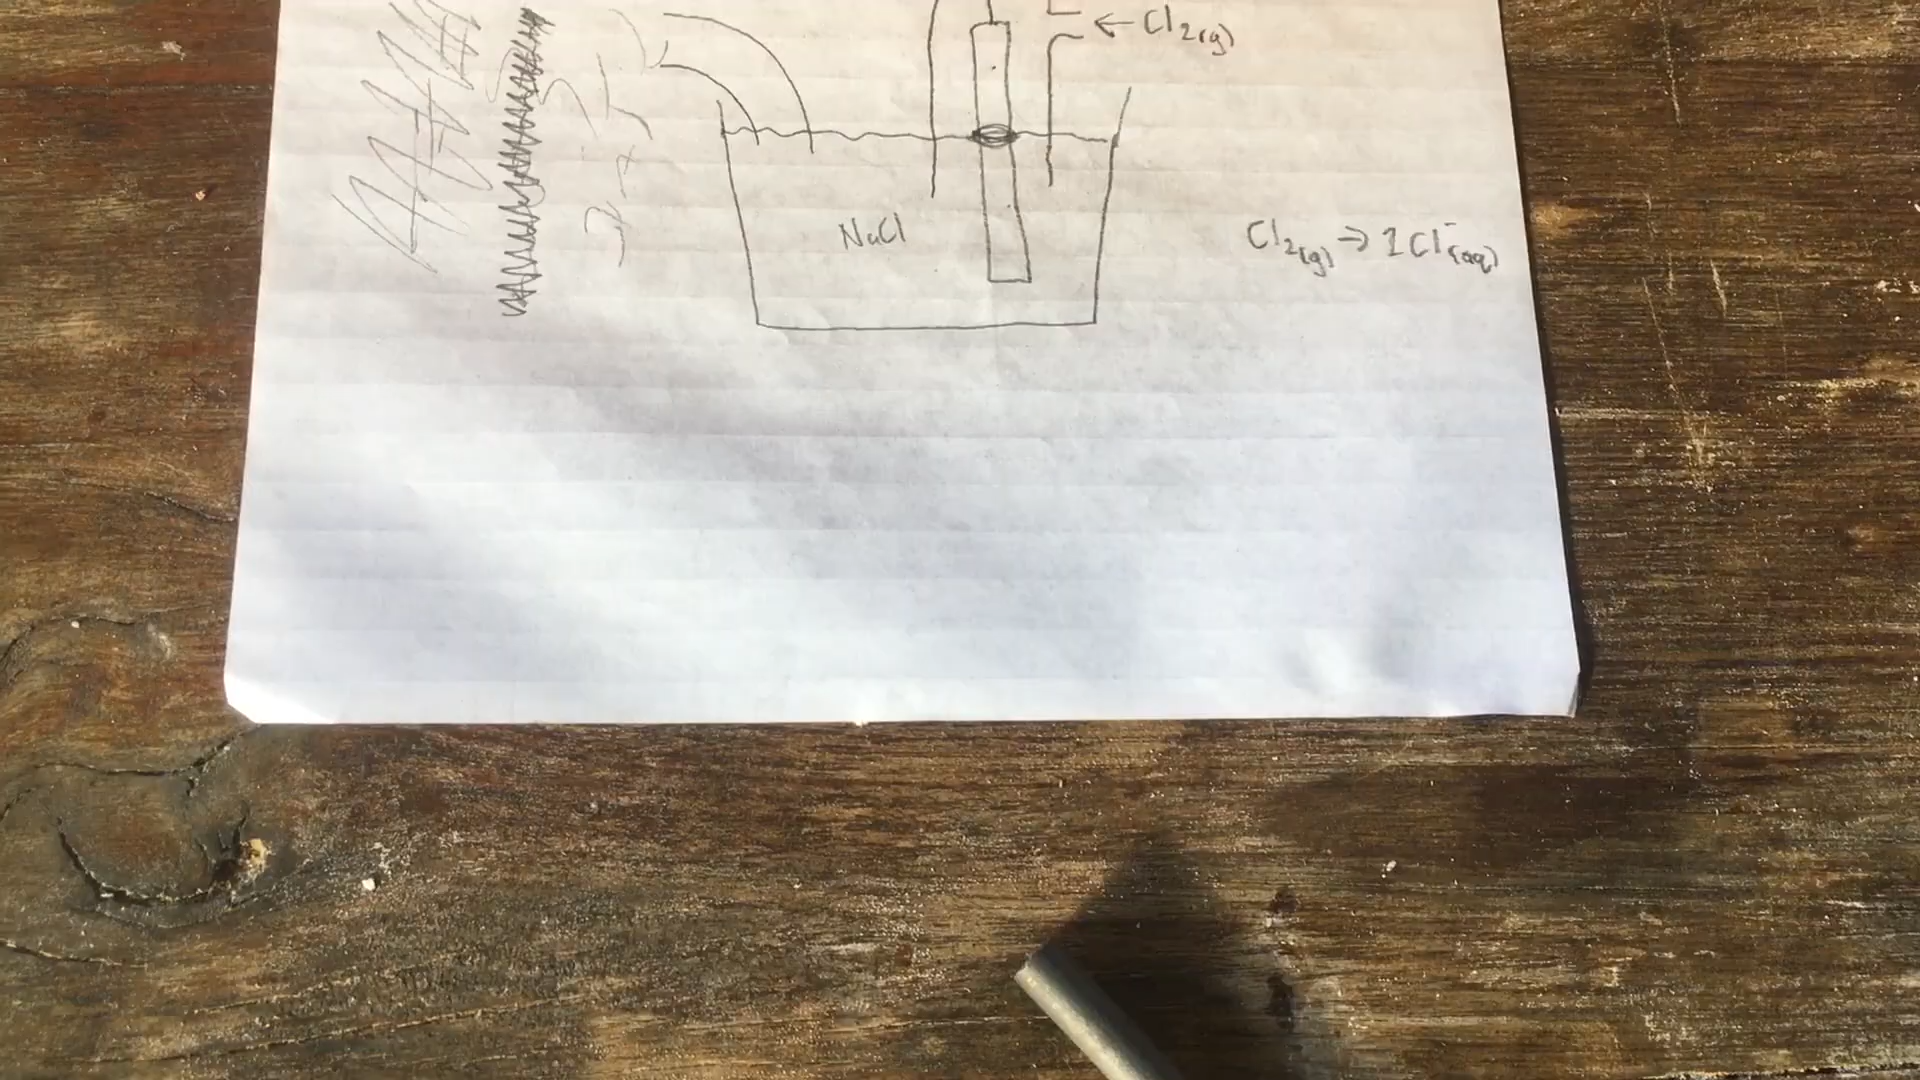 ← Cl₂(g)
NaCl
Cl₂(g) → 2Cl⁻(aq)